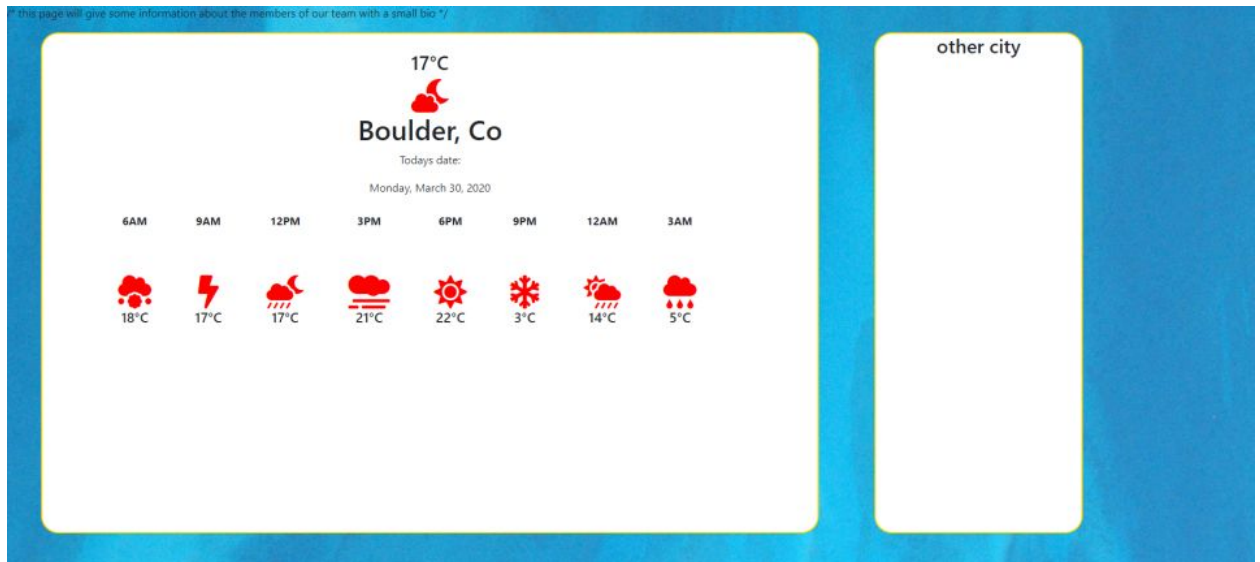 /* this page will give some information about the members of our team with a small bio */
17°C
Boulder, Co
Todays date:
Monday, March 30, 2020
6AM 9AM 12PM 3PM 6PM 9PM 12AM 3AM
18°C 17°C 17°C 21°C 22°C 3°C 14°C 5°C
other city